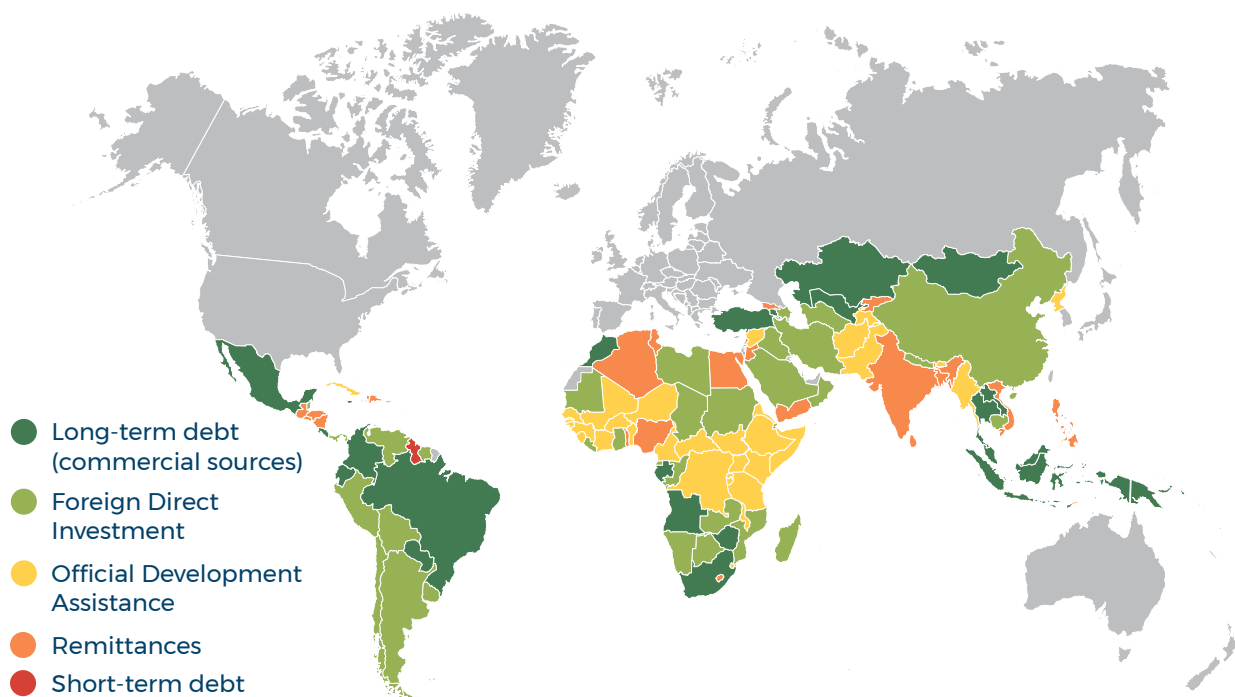 Long-term debt
(commercial sources)
Foreign Direct
Investment
Official Development
Assistance
Remittances
Short-term debt